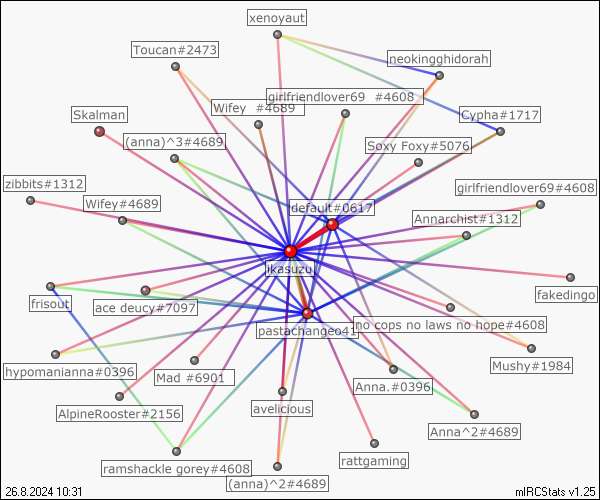 xenoyaut
Toucan#2473
neokingghidorah
girlfriendlover69 #4608
Wifey #4689
Skalman
Cypha#1717
(anna)^3#4689
Soxy Foxy#5076
zibbits#1312
girlfriendlover69#4608
Wifey#4689
default#0617
Annarchist#1312
ikasuzu
fakedingo
frisout
ace deucy#7097
no cops no laws no hope#4608
pastachangeo41
hypomanianna#0396
Mad #6901
Mushy#1984
Anna.#0396
AlpineRooster#2156
avelicious
Anna^2#4689
ramshackle gorey#4608
rattgaming
(anna)^2#4689
26.8.2024 10:31
mIRCStats v1.25